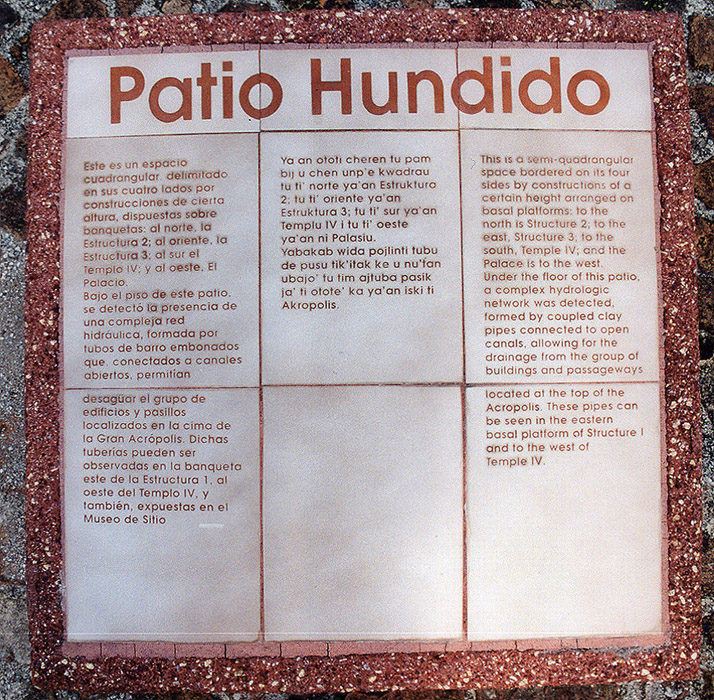 Patio Hundido
Este es un espacio
cuadrangular, delimitado
en sus cuatro lados por
construcciones de cierta
altura, dispuestas sobre
banquetas: al norte, la
Estructura 2; al oriente, la
Estructura 3; al sur el
Templo IV; y al oeste, El
Palacio.
Bajo el piso de este patio,
se detectó la presencia de
una compleja red
hidráulica, formada por
tubos de barro embonados
que, conectados a canales
abiertos, permitían
desaguar el grupo de
edificios y pasillos
localizados en la cima de
la Gran Acrópolis. Dichas
tuberías pueden ser
observadas en la banqueta
este de la Estructura 1, al
oeste del Templo IV, y
también, expuestas en el
Museo de Sitio
Ya an ototi cheren tu pam
bij u chen unp'e kwadrau
tu ti' norte ya'an Estruktura
2; tu ti' oriente ya'an
Estruktura 3; tu ti' sur ya'an
Templu IV i tu ti' oeste
ya'an ni Palasiu.
Yabakab wida pojlinti tubu
de pusu tik'itak ke u nu'tan
ubajo' tu tim ajtuba pasik
ja' ti otote' ka ya'an iski ti
Akropolis.
This is a semi-quadrangular
space bordered on its four
sides by constructions of a
certain height arranged on
basal platforms: to the
north is Structure 2; to the
east, Structure 3; to the
south, Temple IV; and the
Palace is to the west.
Under the floor of this patio,
a complex hydrologic
network was detected,
formed by coupled clay
pipes connected to open
canals, allowing for the
drainage from the group of
buildings and passageways
located at the top of the
Acropolis. These pipes can
be seen in the eastern
basal platform of Structure I
and to the west of
Temple IV.